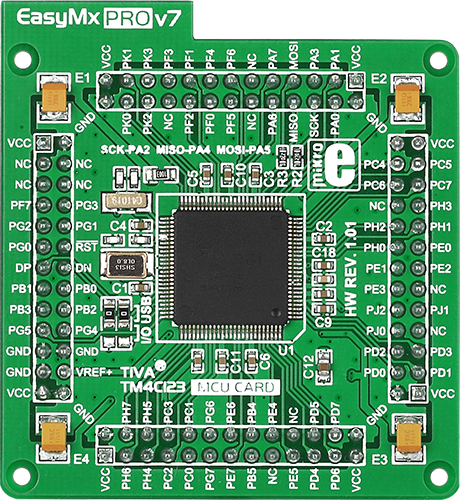 EasyMx PRO v7
VCC PK1 PK3 PF3 PF1 PF4 PF6 NC PA7 MOSI PA3 PA1
E1
E2
GND PK0 PK2 NC PF2 PF0 PF5 NC PA6 MISO SCK PA0 VCC
GND
SCK-PA2 MISO-PA4 MOSI-PA5
mikro e
C5 C10 C3 R3 R2
VCC VCC
NC NC
NC NC
PF7 PG3
PG2 PG1
PG0 RST
DP DN
PB1 PB0
PB3 PB2
PG5 PG4
GND GND
GND VREF+
VCC
GND
GND
PC4 PC5
PC6 PC7
NC PH3
PH2 PH1
PH0 PE0
PE1 PE2
PE3 PJ1
PJ0 NC
PD2 PD3
PD0 PD1
VCC
GND
C4
C1
C2
C18
C9
I/O USB
HW REV. 1.01
U1
C11 C6
C12
TIVA®
TM4C123 MCU CARD
GND PH7 PH5 PC3 PC1 PG6 PE6 PB4 PE4 NC PD5 PD7
E4
E3
VCC PH6 PH4 PC2 PC0 PG7 PE7 PB5 NC PE5 PD4 PD6 VCC